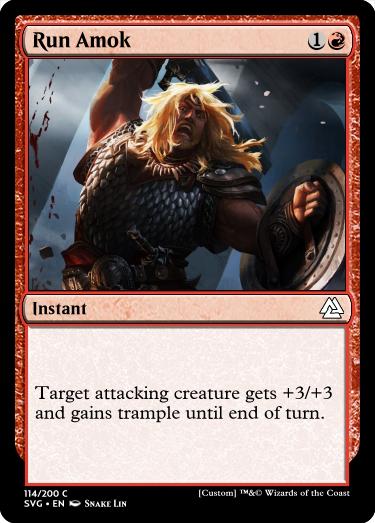 Run Amok 1
Instant
Target attacking creature gets +3/+3
and gains trample until end of turn.
114/200 C
SVG • EN Snake Lin
[Custom] ™&© Wizards of the Coast